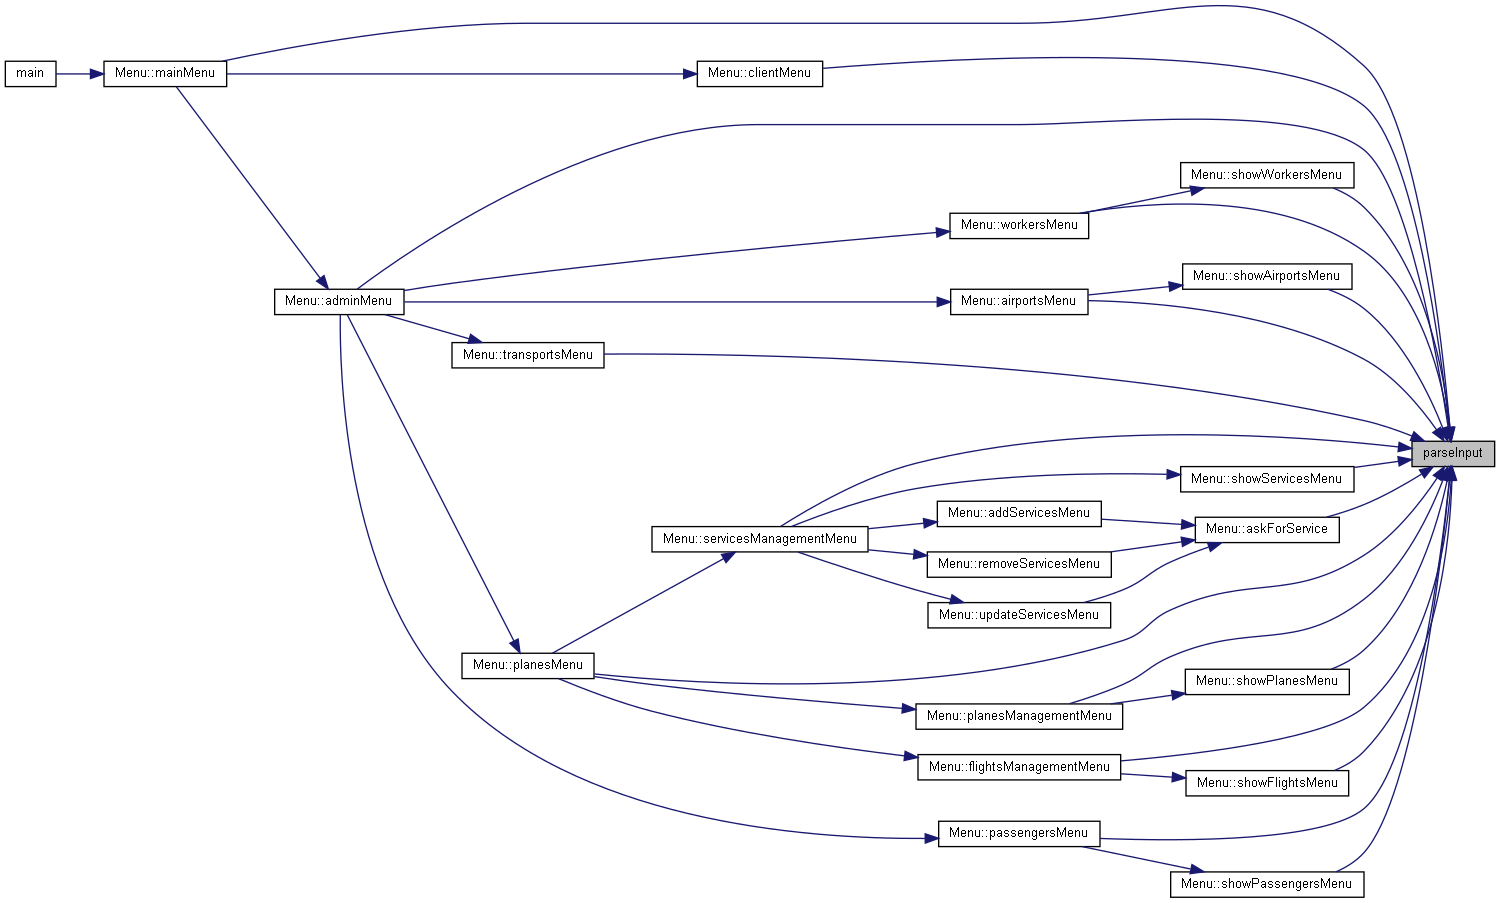 main
Menu::mainMenu
Menu::clientMenu
Menu::showWorkersMenu
Menu::workersMenu
Menu::showAirportsMenu
Menu::adminMenu
Menu::airportsMenu
Menu::transportsMenu
parseInput
Menu::showServicesMenu
Menu::addServicesMenu
Menu::askForService
Menu::servicesManagementMenu
Menu::removeServicesMenu
Menu::updateServicesMenu
Menu::planesMenu
Menu::showPlanesMenu
Menu::planesManagementMenu
Menu::flightsManagementMenu
Menu::showFlightsMenu
Menu::passengersMenu
Menu::showPassengersMenu